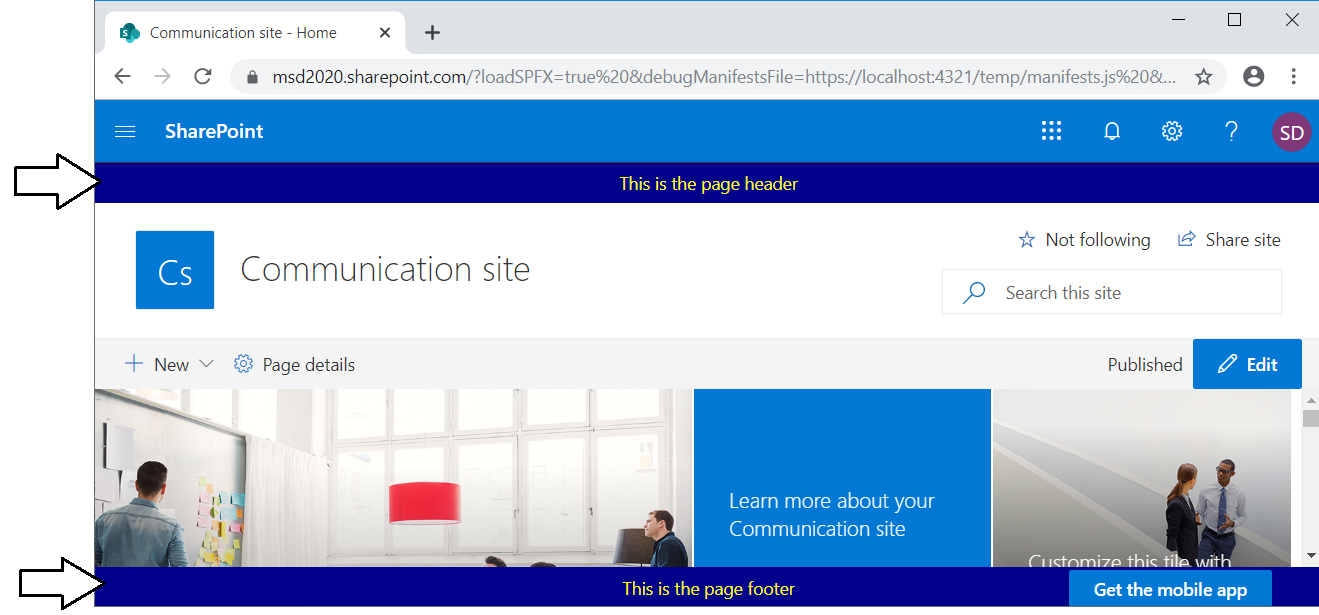 Communication site - Home
msd2020.sharepoint.com/?loadSPFX=true%20&debugManifestsFile=https://localhost:4321/temp/manifests.js%20&...
SharePoint
SD
This is the page header
Not following Share site
Cs Communication site
Search this site
New Page details Published Edit
Learn more about your
Communication site
Customize this tile with
This is the page footer
Get the mobile app